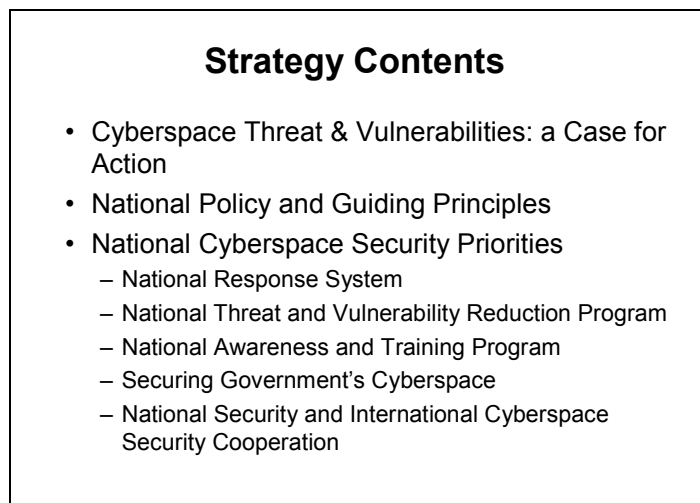 Strategy Contents
• Cyberspace Threat & Vulnerabilities: a Case for
Action
• National Policy and Guiding Principles
• National Cyberspace Security Priorities
– National Response System
– National Threat and Vulnerability Reduction Program
– National Awareness and Training Program
– Securing Government's Cyberspace
– National Security and International Cyberspace
Security Cooperation